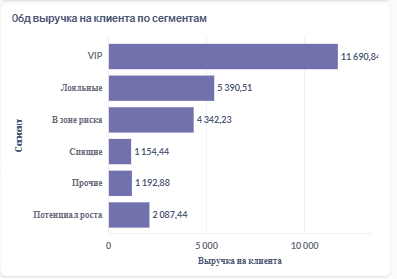 06д выручка на клиента по сегментам
VIP
11 690,84
Лояльные
5 390,51
В зоне риска
4 342,23
Спящие
1 154,44
Прочие
1 192,88
Потенциал роста
2 087,44
0
5 000
10 000
Сегмент
Выручка на клиента